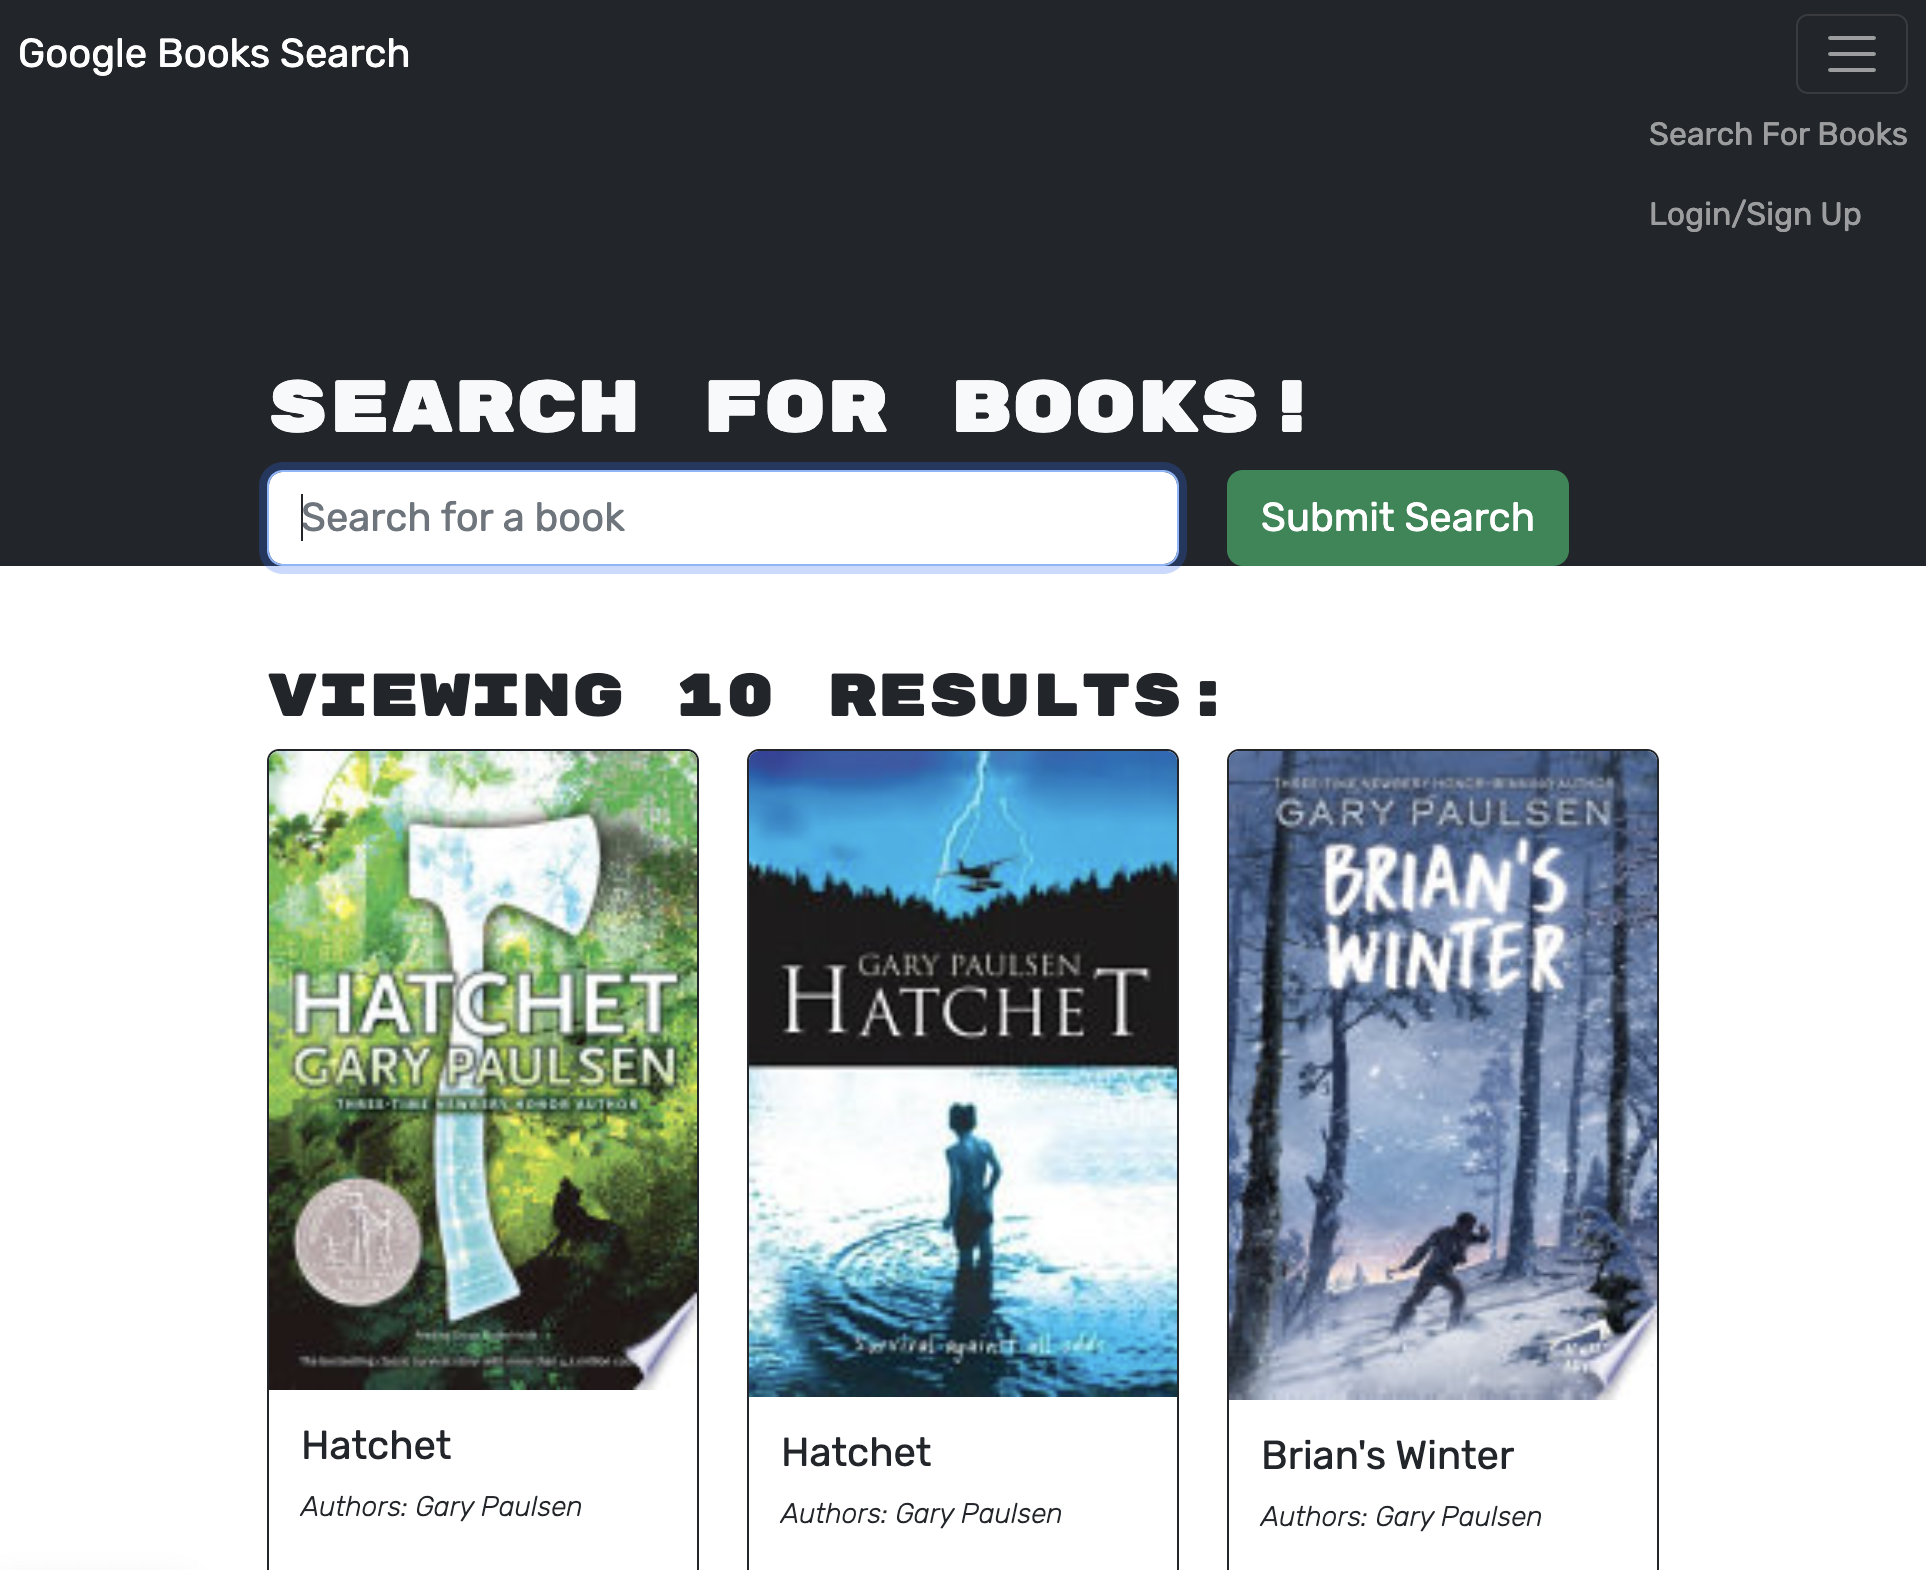 Google Books Search
Search For Books
Login/Sign Up
SEARCH FOR BOOKS!
Search for a book
Submit Search
VIEWING 10 RESULTS:
HATCHET
GARY PAULSEN
THREE-TIME NEWBERY HONOR AUTHOR
GARY PAULSEN
HATCHET
Survival against all odds
THREE-TIME NEWBERY HONOR-WINNING AUTHOR
GARY PAULSEN
BRIAN'S
WINTER
Hatchet
Authors: Gary Paulsen
Hatchet
Authors: Gary Paulsen
Brian's Winter
Authors: Gary Paulsen